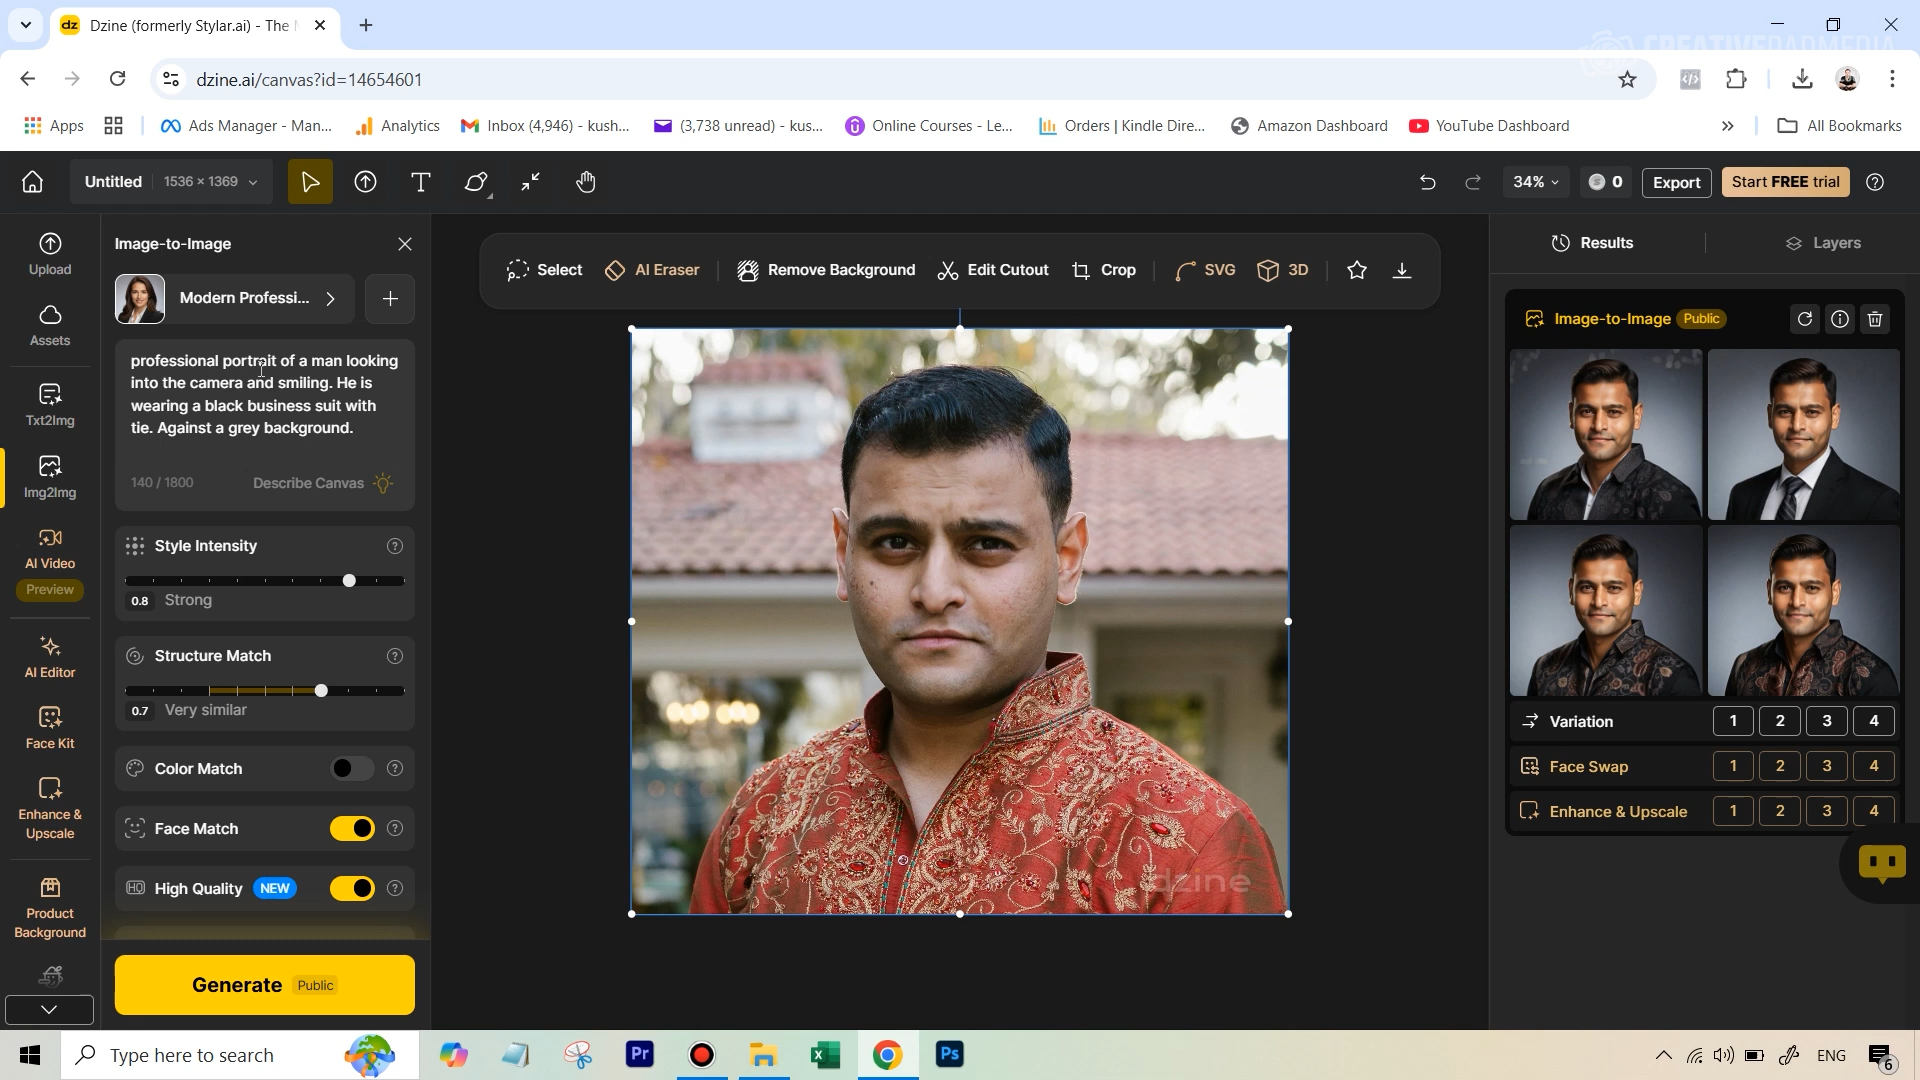 dz
Dzine (formerly Stylar.ai) - The
CREATIVEDADMEDIA
dzine.ai/canvas?id=14654601
Apps
Ads Manager - Man...
Analytics
Inbox (4,946) - kush...
(3,738 unread) - kus...
Online Courses - Le...
Orders | Kindle Dire...
Amazon Dashboard
YouTube Dashboard
»
All Bookmarks
Untitled
1536 × 1369
34%
0
Export
Start FREE trial
Upload
Assets
Txt2Img
Img2Img
AI Video
Preview
AI Editor
Face Kit
Enhance &
Upscale
Product
Background
Image-to-Image
Modern Professi...
professional portrait of a man looking
into the camera and smiling. He is
wearing a black business suit with
tie. Against a grey background.
140 / 1800
Describe Canvas
Style Intensity
0.8
Strong
Structure Match
0.7
Very similar
Color Match
Face Match
High Quality
NEW
Generate
Public
Select
AI Eraser
Remove Background
Edit Cutout
Crop
SVG
3D
dzine
Results
Layers
Image-to-Image
Public
Variation
1
2
3
4
Face Swap
1
2
3
4
Enhance & Upscale
1
2
3
4
Type here to search
Pr
Ps
ENG
6